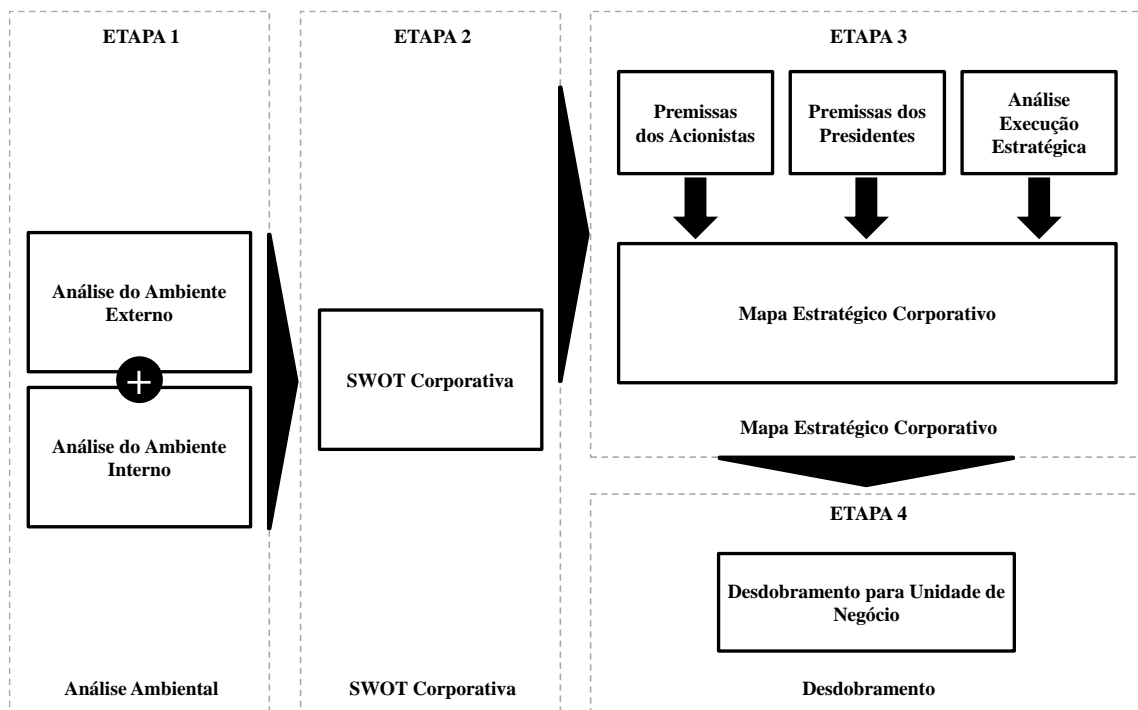 ETAPA 1
Análise do Ambiente
Externo
+
Análise do Ambiente
Interno
Análise Ambiental
ETAPA 2
SWOT Corporativa
SWOT Corporativa
ETAPA 3
Premissas
dos Acionistas
Premissas dos
Presidentes
Análise
Execução
Estratégica
Mapa Estratégico Corporativo
Mapa Estratégico Corporativo
ETAPA 4
Desdobramento para Unidade de
Negócio
Desdobramento